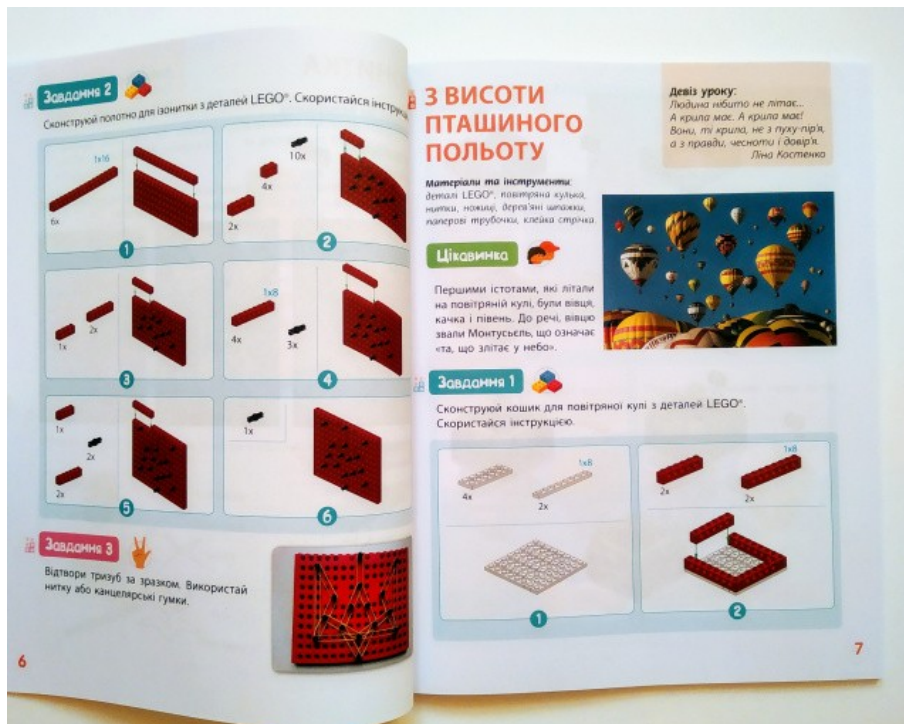 Завдання 2
Сконструюй полотно для ізонитки з деталей LEGO®. Скористайся інструкц
1x16
6x
1
10x
4x
2x
2
2x
1x
3
1x8
4x
3x
4
1x
2x
2x
5
1x
6
Завдання 3
Відтвори тризуб за зразком. Використай
нитку або канцелярські гумки.
6
З ВИСОТИ
ПТАШИНОГО
ПОЛЬОТУ
Девіз уроку:
Людина нібито не літає...
А крила має. А крила має!
Вони, ті крила, не з пуху-пір'я,
а з правди, чесноти і довір'я.
Ліна Костенко
Матеріали та інструменти:
деталі LEGO®, повітряна кулька,
нитки, ножиці, дерев'яні шпажки,
паперові трубочки, клейка стрічка.
Цікавинка
Першими істотами, які літали
на повітряній кулі, були вівця,
качка і півень. До речі, вівцю
звали Монтусьєль, що означає
«та, що злітає у небо».
Завдання 1
Сконструюй кошик для повітряної кулі з деталей LEGO®.
Скористайся інструкцією.
4x
1x8
2x
1
2x
1x8
2x
2
7